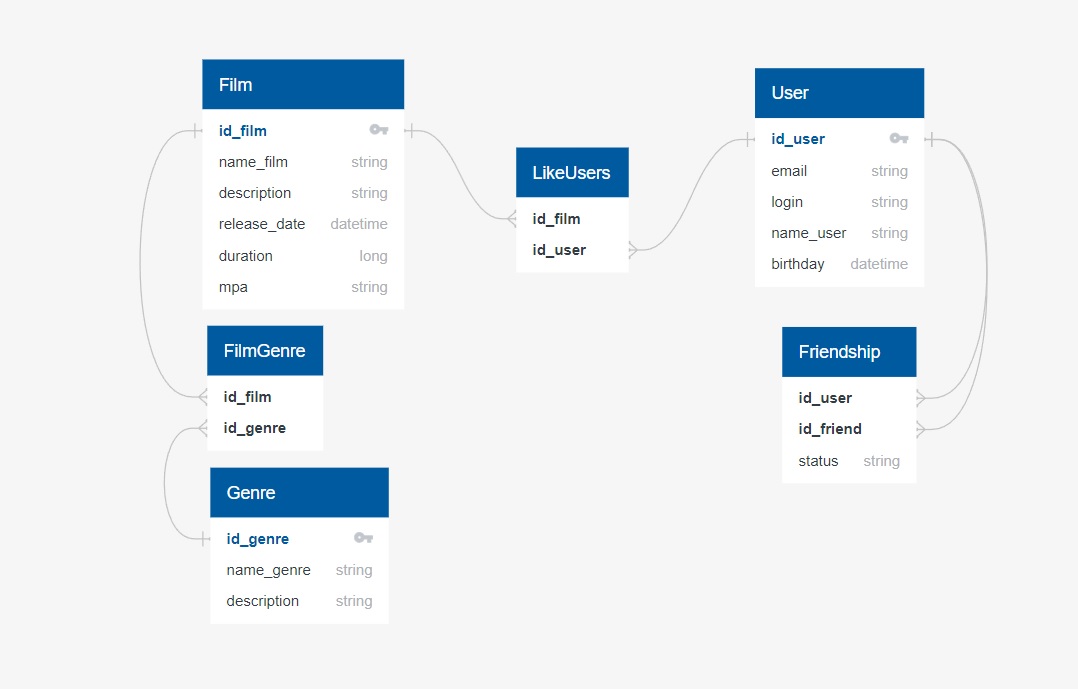 Film
id_film
name_film string
description string
release_date datetime
duration long
mpa string
FilmGenre
id_film
id_genre
Genre
id_genre
name_genre string
description string
LikeUsers
id_film
id_user
User
id_user
email string
login string
name_user string
birthday datetime
Friendship
id_user
id_friend
status string